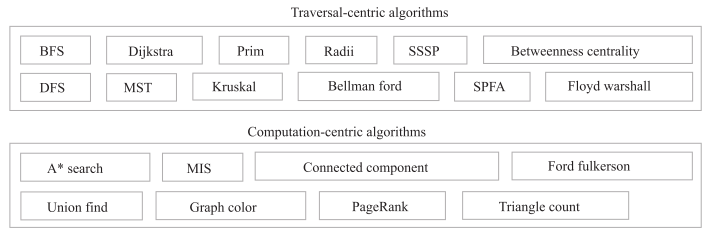 Traversal-centric algorithms
BFS Dijkstra Prim Radii SSSP Betweenness centrality
DFS MST Kruskal Bellman ford SPFA Floyd warshall
Computation-centric algorithms
A* search MIS Connected component Ford fulkerson
Union find Graph color PageRank Triangle count